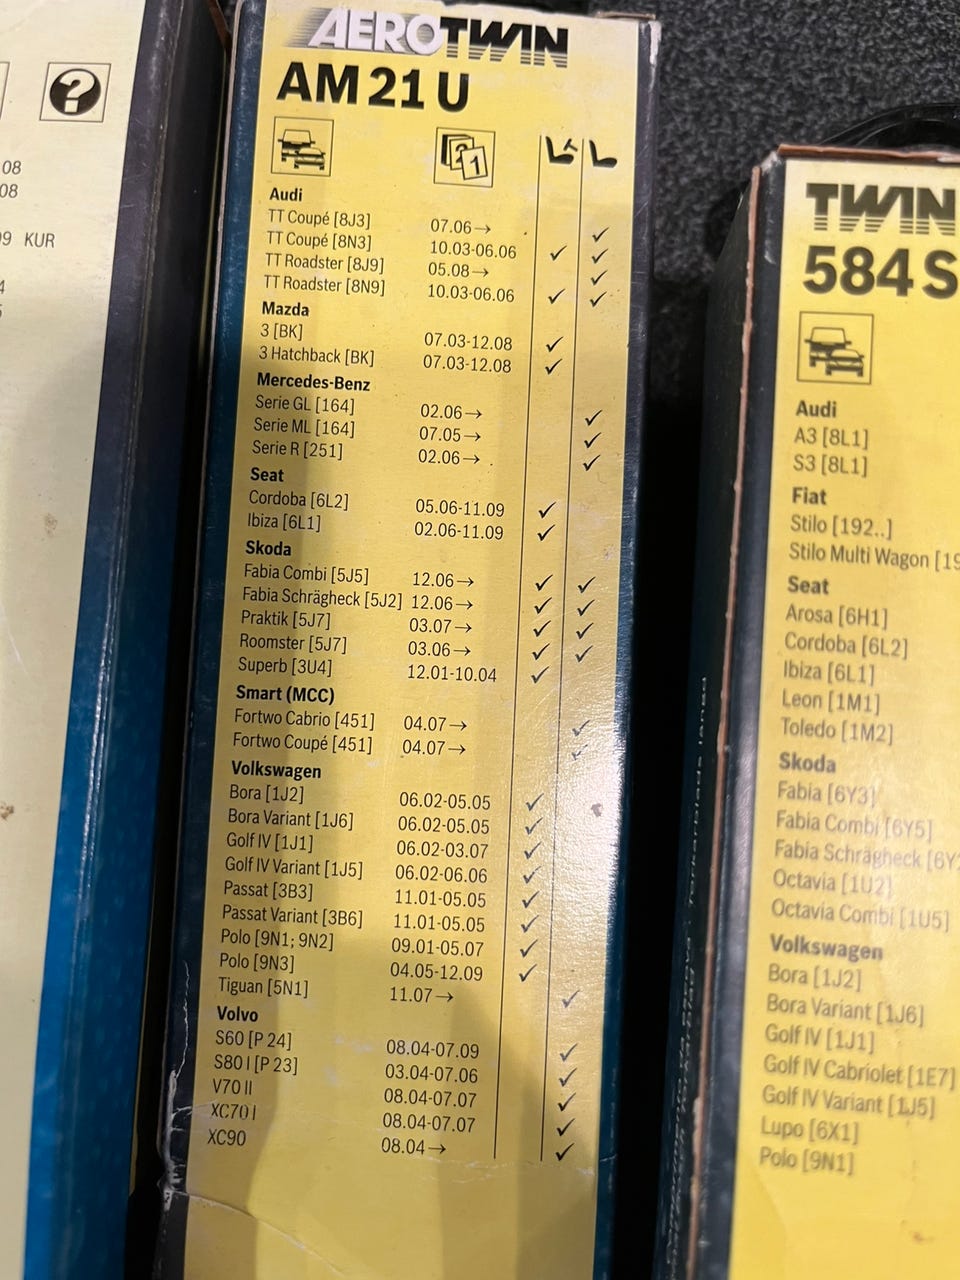 08
08
KUR
AEROTWIN
AM 21 U
Audi
TT Coupé [8J3] 07.06→ ✓
TT Coupé [8N3] 10.03-06.06 ✓ ✓
TT Roadster [8J9] 05.08→ ✓
TT Roadster [8N9] 10.03-06.06 ✓ ✓
Mazda
3 [BK] 07.03-12.08 ✓
3 Hatchback [BK] 07.03-12.08 ✓
Mercedes-Benz
Serie GL [164] 02.06→ ✓
Serie ML [164] 07.05→ ✓
Serie R [251] 02.06→ ✓
Seat
Cordoba [6L2] 05.06-11.09 ✓
Ibiza [6L1] 02.06-11.09 ✓
Skoda
Fabia Combi [5J5] 12.06→ ✓ ✓
Fabia Schrägheck [5J2] 12.06→ ✓ ✓
Praktik [5J7] 03.07→ ✓ ✓
Roomster [5J7] 03.06→ ✓ ✓
Superb [3U4] 12.01-10.04 ✓
Smart (MCC)
Fortwo Cabrio [451] 04.07→ ✓
Fortwo Coupé [451] 04.07→ ✓
Volkswagen
Bora [1J2] 06.02-05.05 ✓
Bora Variant [1J6] 06.02-05.05 ✓
Golf IV [1J1] 06.02-03.07 ✓
Golf IV Variant [1J5] 06.02-06.06 ✓
Passat [3B3] 11.01-05.05 ✓
Passat Variant [3B6] 11.01-05.05 ✓
Polo [9N1; 9N2] 09.01-05.07 ✓
Polo [9N3] 04.05-12.09 ✓
Tiguan [5N1] 11.07→ ✓
Volvo
S60 [P 24] 08.04-07.09 ✓
S80 I [P 23] 03.04-07.06 ✓
V70 II 08.04-07.07 ✓
XC70 I 08.04-07.07 ✓
XC90 08.04→ ✓
TWIN
584 S
Audi
A3 [8L1]
S3 [8L1]
Fiat
Stilo [192..]
Stilo Multi Wagon [19
Seat
Arosa [6H1]
Cordoba [6L2]
Ibiza [6L1]
Leon [1M1]
Toledo [1M2]
Skoda
Fabia [6Y3]
Fabia Combi [6Y5]
Fabia Schrägheck [6Y
Octavia [1U2]
Octavia Combi [1U5]
Volkswagen
Bora [1J2]
Bora Variant [1J6]
Golf IV [1J1]
Golf IV Cabriolet [1E7]
Golf IV Variant [1J5]
Lupo [6X1]
Polo [9N1]